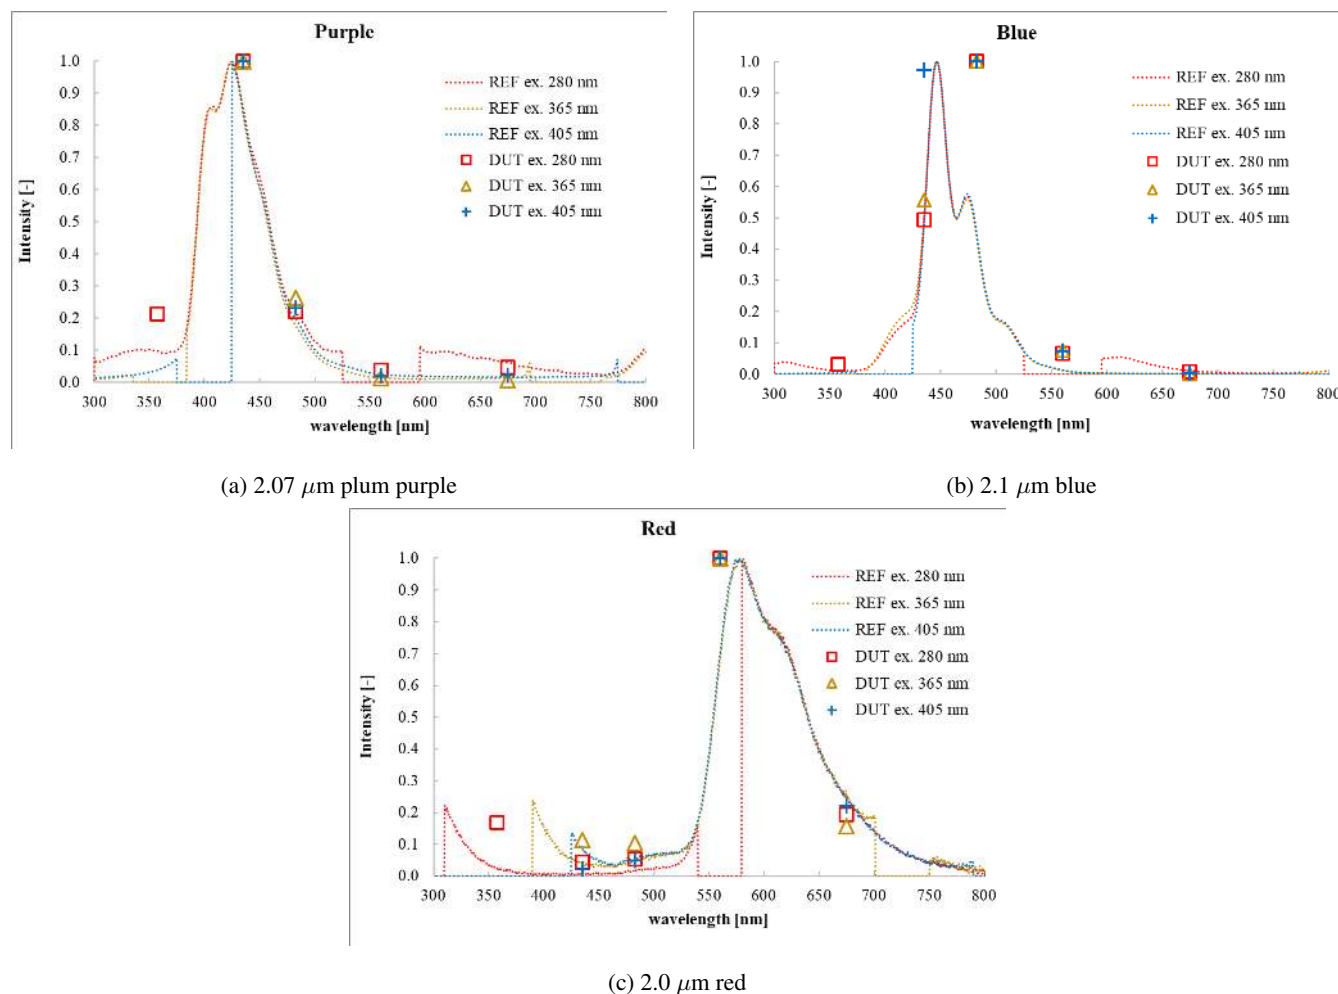 Purple
1.0
0.9
0.8
0.7
0.6
0.5
0.4
0.3
0.2
0.1
0.0
Intensity [-]
300 350 400 450 500 550 600 650 700 750 800
wavelength [nm]
REF ex. 280 nm
REF ex. 365 nm
REF ex. 405 nm
DUT ex. 280 nm
DUT ex. 365 nm
DUT ex. 405 nm
(a) 2.07 μm plum purple
Blue
1.0
0.9
0.8
0.7
0.6
0.5
0.4
0.3
0.2
0.1
0.0
Intensity [-]
300 350 400 450 500 550 600 650 700 750 800
wavelength [nm]
REF ex. 280 nm
REF ex. 365 nm
REF ex. 405 nm
DUT ex. 280 nm
DUT ex. 365 nm
DUT ex. 405 nm
(b) 2.1 μm blue
Red
1.0
0.9
0.8
0.7
0.6
0.5
0.4
0.3
0.2
0.1
0.0
Intensity [-]
300 350 400 450 500 550 600 650 700 750 800
wavelength [nm]
REF ex. 280 nm
REF ex. 365 nm
REF ex. 405 nm
DUT ex. 280 nm
DUT ex. 365 nm
DUT ex. 405 nm
(c) 2.0 μm red